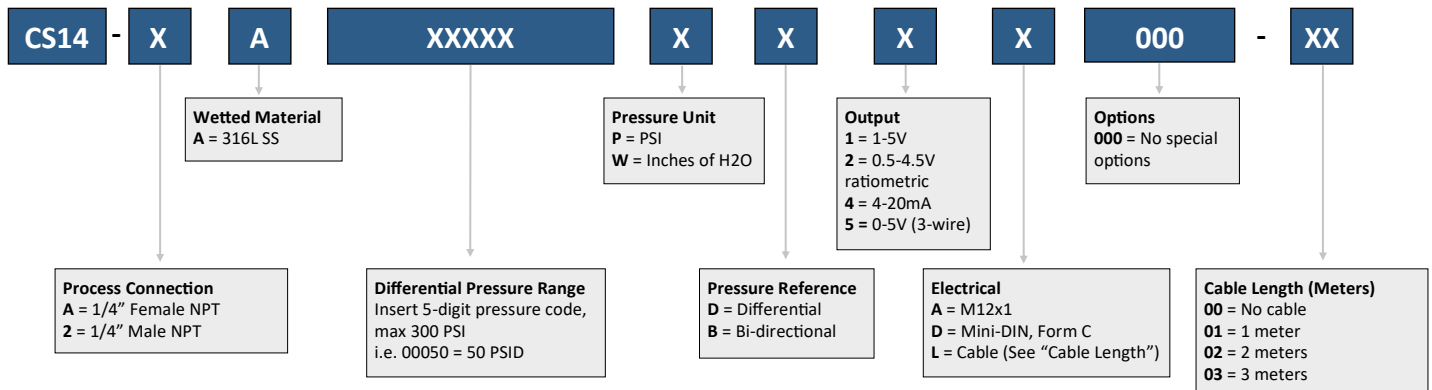 CS14 - X A XXXXX X X X X 000 - XX
Wetted Material
A = 316L SS
Pressure Unit
P = PSI
W = Inches of H2O
Output
1 = 1-5V
2 = 0.5-4.5V
ratiometric
4 = 4-20mA
5 = 0-5V (3-wire)
Options
000 = No special
options
Process Connection
A = 1/4” Female NPT
2 = 1/4” Male NPT
Differential Pressure Range
Insert 5-digit pressure code,
max 300 PSI
i.e. 00050 = 50 PSID
Pressure Reference
D = Differential
B = Bi-directional
Electrical
A = M12x1
D = Mini-DIN, Form C
L = Cable (See “Cable Length”)
Cable Length (Meters)
00 = No cable
01 = 1 meter
02 = 2 meters
03 = 3 meters